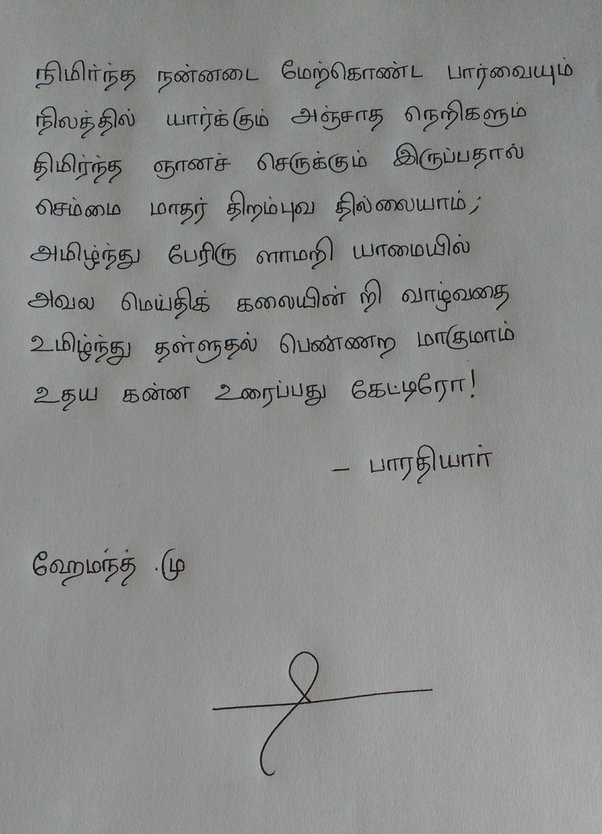 நிமிர்ந்த நன்னடை மேற்கொண்ட பார்வையும்
நிலத்தில் யார்க்கும் அஞ்சாத நெறிகளும்
திமிர்ந்த ஞானச் செருக்கும் இருப்பதால்
செம்மை மாதர் திறம்புவ தில்லையாம்;
அமிழ்ந்து பேரிரு ளாமறி யாமையில்
அவல மெய்திக் கலையின் றி வாழ்வதை
உமிழ்ந்து தள்ளுதல் பெண்ணற மாகுமாம்
உதய கன்ன உரைப்பது கேட்டிரோ!
– பாரதியார்
ஹேமந்த் .மு